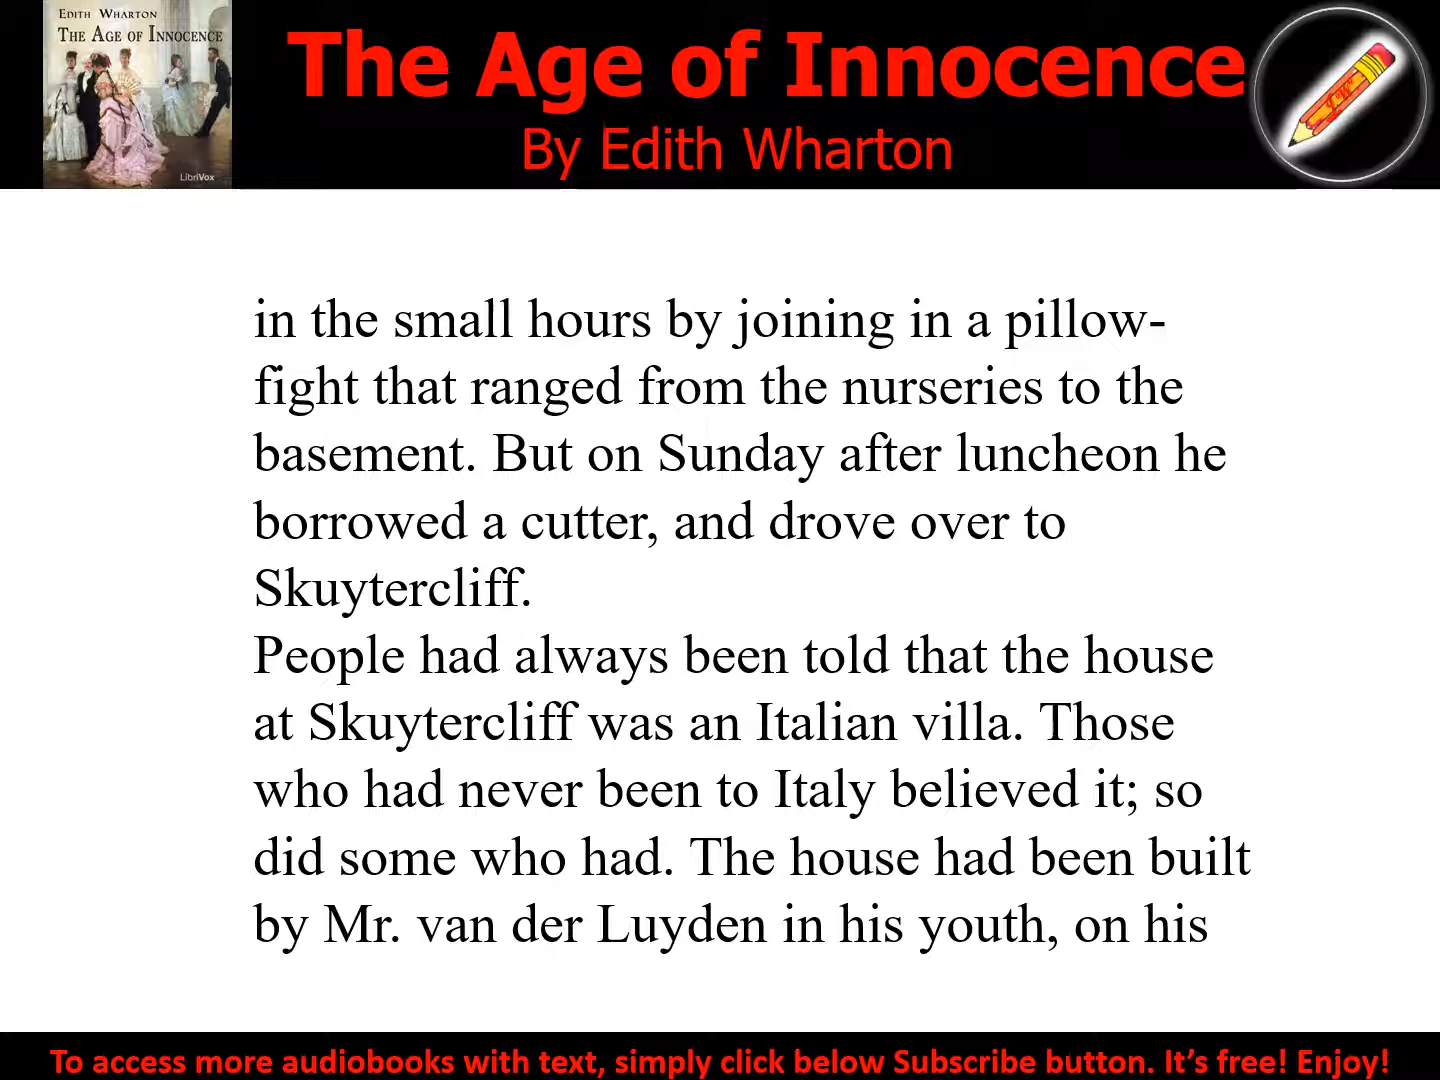 EDITH WHARTON
THE AGE OF INNOCENCE
LibriVox
The Age of Innocence
By Edith Wharton
in the small hours by joining in a pillow-
fight that ranged from the nurseries to the
basement. But on Sunday after luncheon he
borrowed a cutter, and drove over to
Skuytercliff.
People had always been told that the house
at Skuytercliff was an Italian villa. Those
who had never been to Italy believed it; so
did some who had. The house had been built
by Mr. van der Luyden in his youth, on his
To access more audiobooks with text, simply click below Subscribe button. It’s free! Enjoy!